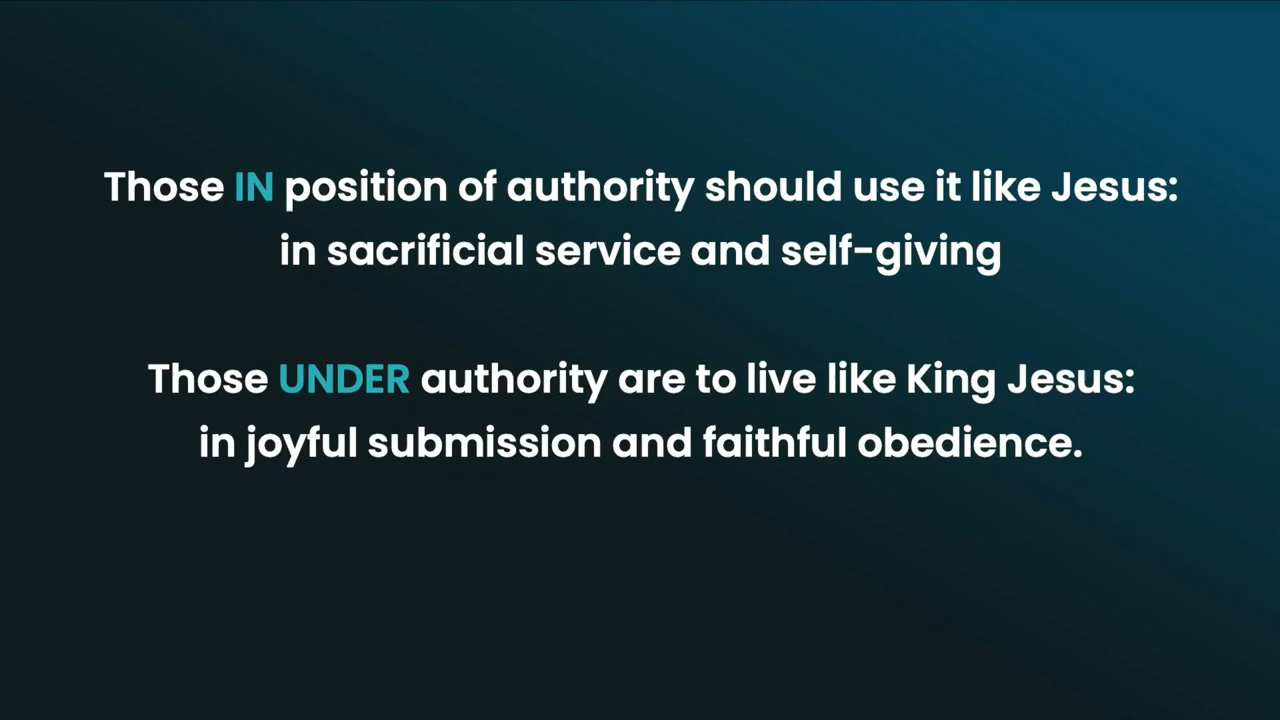 Those IN position of authority should use it like Jesus:
in sacrificial service and self-giving
Those UNDER authority are to live like King Jesus:
in joyful submission and faithful obedience.